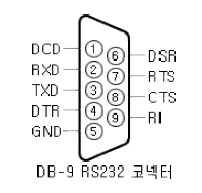 DCD 1 6 DSR
RXD 2 7 RTS
TXD 3 8 CTS
DTR 4 9 RI
GND 5
DB-9 RS232 코넥터